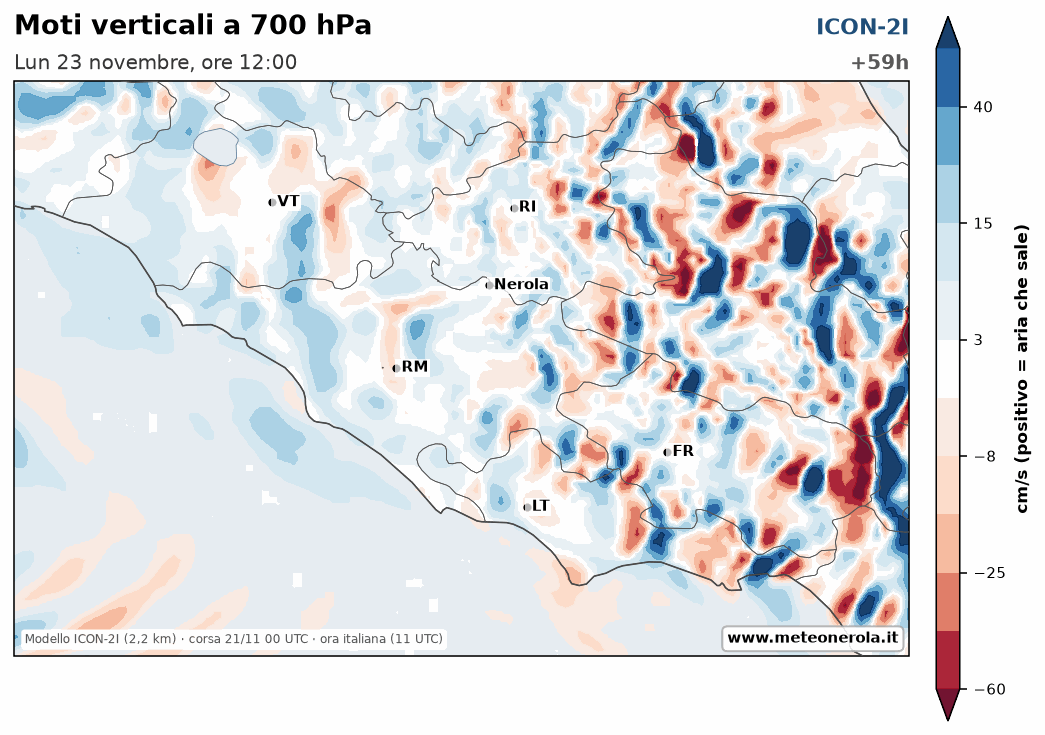 Moti verticali a 700 hPa
ICON-2I
Lun 23 novembre, ore 12:00
+59h
VT
RI
Nerola
RM
FR
LT
40
15
3
−8
−25
−60
cm/s (positivo = aria che sale)
Modello ICON-2I (2,2 km) · corsa 21/11 00 UTC · ora italiana (11 UTC)
www.meteonerola.it